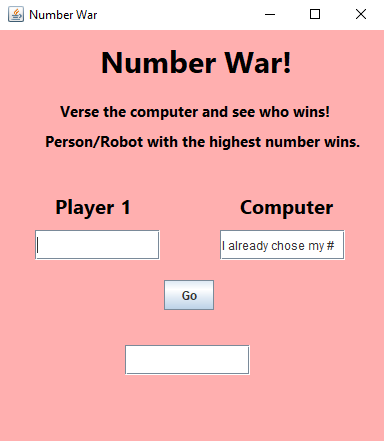 Number War
Number War!
Verse the computer and see who wins!
Person/Robot with the highest number wins.
Player 1 Computer
I already chose my #
Go